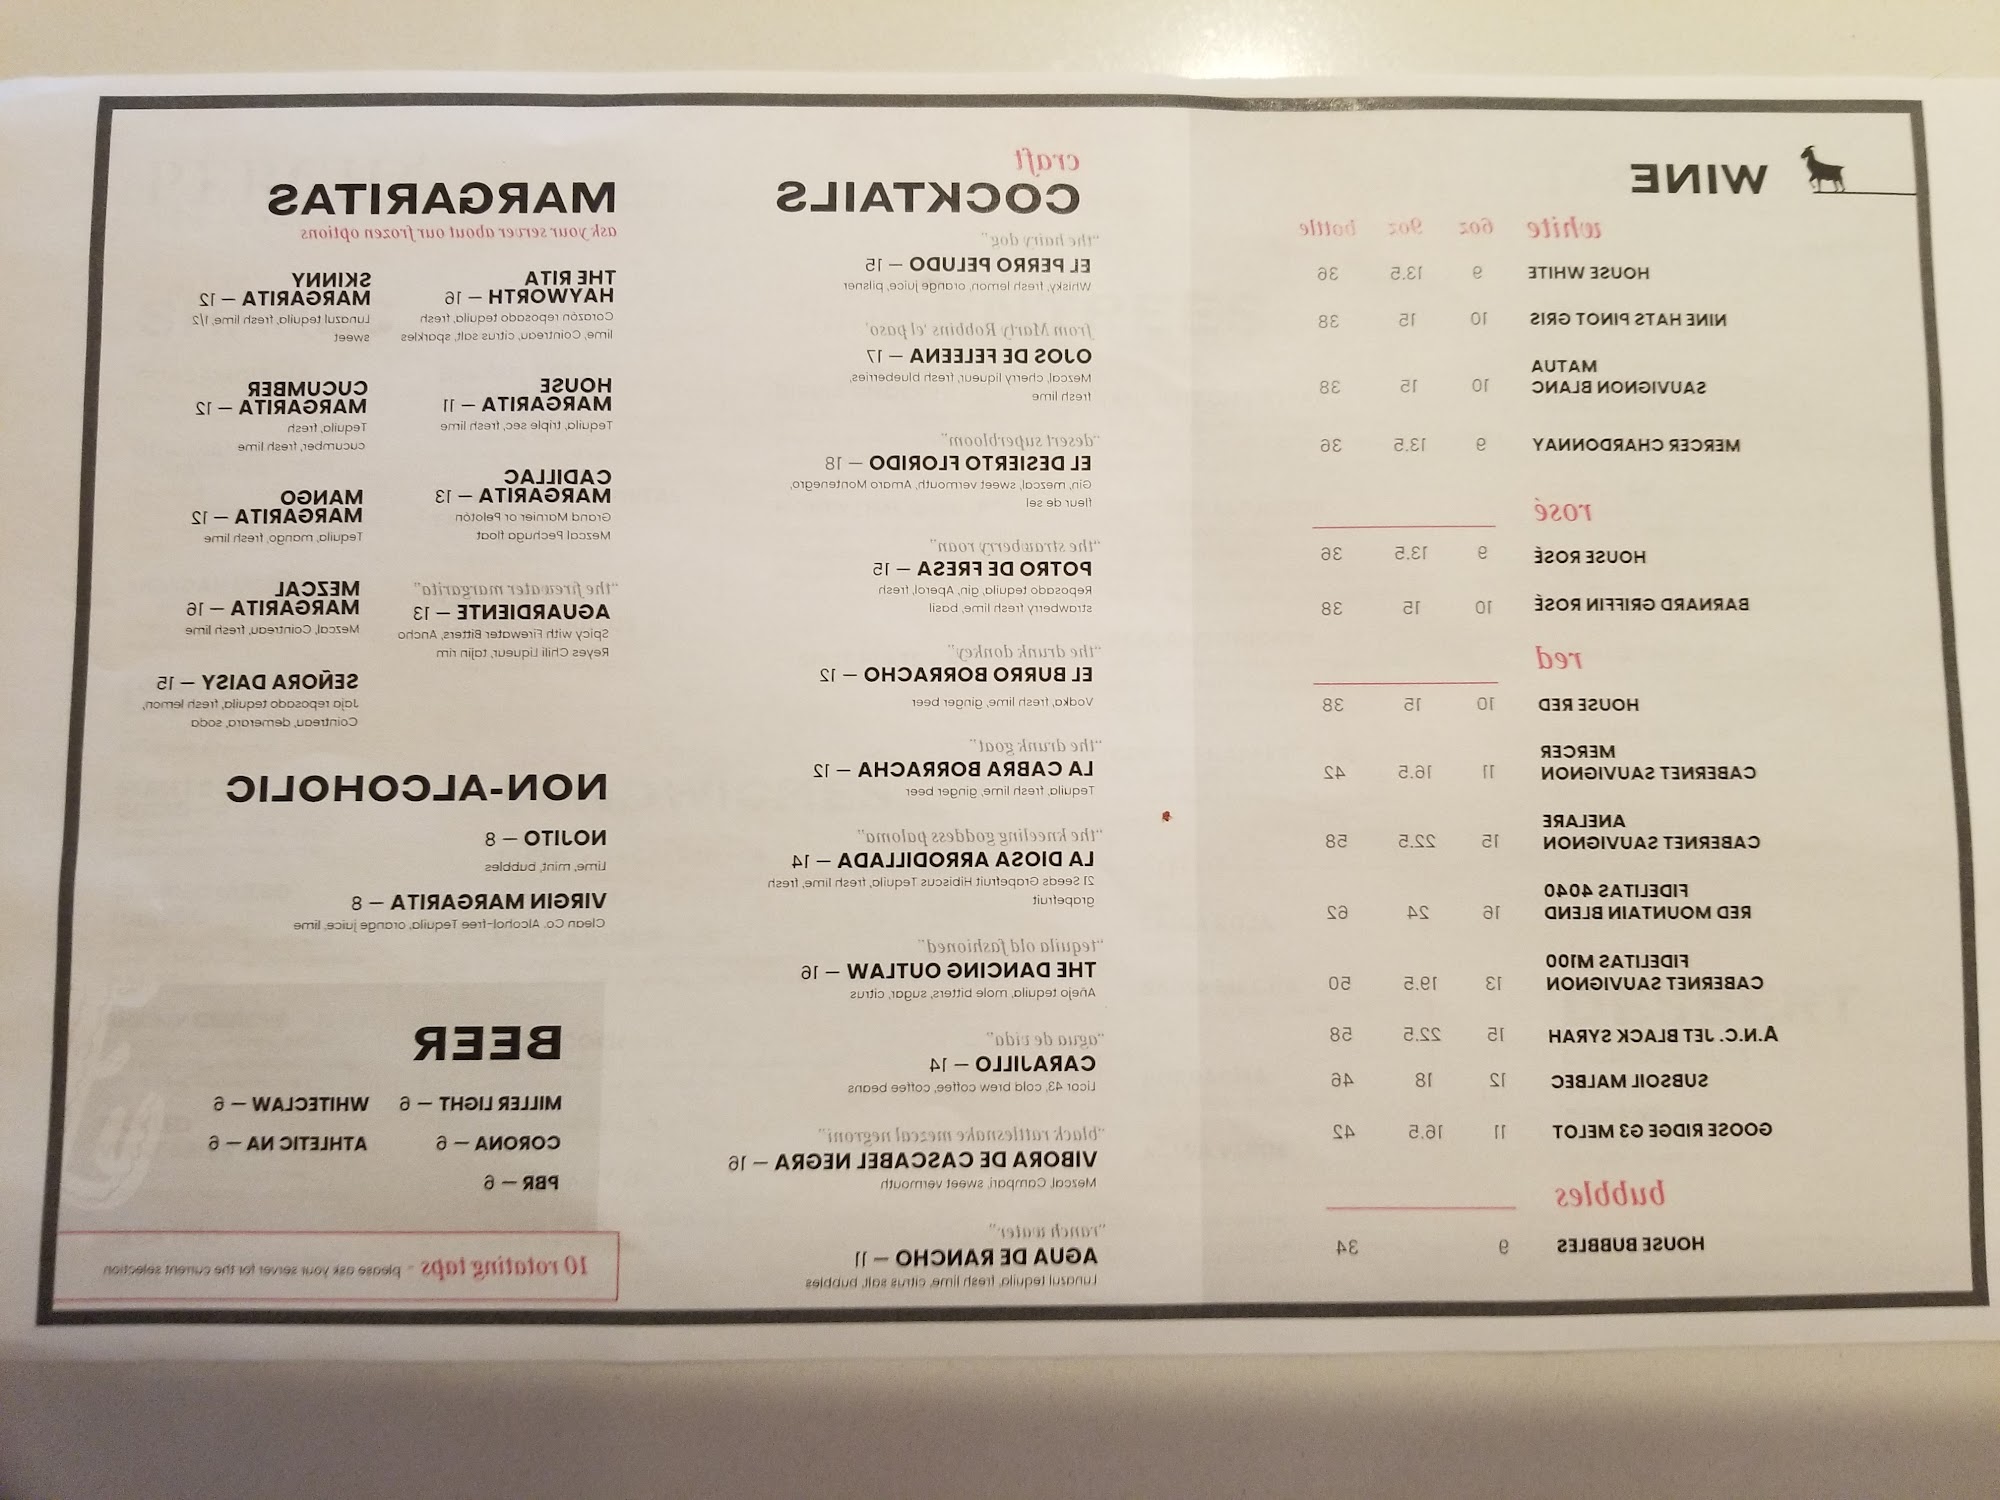 WINE
white 6oz 9oz bottle
HOUSE WHITE 9 13.5 36
NINE HATS PINOT GRIS 10 15 38
MATUA
SAUVIGNON BLANC 10 15 38
MERCER CHARDONNAY 9 13.5 36
rosé
HOUSE ROSÉ 9 13.5 36
BARNARD GRIFFIN ROSÉ 10 15 38
red
HOUSE RED 10 15 38
MERCER
CABERNET SAUVIGNON 11 16.5 42
ANELARE
CABERNET SAUVIGNON 15 22.5 58
FIDELITAS 4040
RED MOUNTAIN BLEND 16 24 62
FIDELITAS M100
CABERNET SAUVIGNON 13 19.5 50
A.N.C. JET BLACK SYRAH 15 22.5 58
SUBSOIL MALBEC 12 18 46
GOOSE RIDGE G3 MELOT 11 16.5 42
bubbles
HOUSE BUBBLES 9 34
craft
COCKTAILS
"the hairy dog"
EL PERRO PELUDO — 15
Whisky, fresh lemon, orange juice, pilsner
from Marty Robbins 'el paso'
OJOS DE FELEENA — 17
Mezcal, cherry liqueur, fresh blueberries,
fresh lime
"desert superbloom"
EL DESIERTO FLORIDO — 18
Gin, mezcal, sweet vermouth, Amaro Montenegro,
fleur de sel
"the strawberry roan"
POTRO DE FRESA — 15
Reposado tequila, gin, Aperol, fresh
strawberry fresh lime, basil
"the drunk donkey"
EL BURRO BORRACHO — 12
Vodka, fresh lime, ginger beer
"the drunk goat"
LA CABRA BORRACHA — 12
Tequila, fresh lime, ginger beer
"the kneeling goddess paloma"
LA DIOSA ARRODILLADA — 14
21 Seeds Grapefruit Hibiscus Tequila, fresh lime, fresh
grapefruit
"tequila old fashioned"
THE DANCING OUTLAW — 16
Añejo tequila, mole bitters, sugar, citrus
"agua de vida"
CARAJILLO — 14
Licor 43, cold brew coffee, coffee beans
"black rattlesnake mezcal negroni"
VIBORA DE CASCABEL NEGRA — 16
Mezcal, Campari, sweet vermouth
"ranch water"
AGUA DE RANCHO — 11
Lunazul tequila, fresh lime, citrus salt, bubbles
MARGARITAS
ask your server about our frozen options
THE RITA
HAYWORTH — 16
Corazón reposado tequila, fresh
lime, Cointreau, citrus salt, sparkles
HOUSE
MARGARITA — 11
Tequila, triple sec, fresh lime
CADILLAC
MARGARITA — 13
Grand Marnier or Pelotón
Mezcal Pechuga float
"the firewater margarita"
AGUARDIENTE — 13
Spicy with Firewater Bitters, Ancho
Reyes Chili Liqueur, tajin rim
SKINNY
MARGARITA — 12
Lunazul tequila, fresh lime, 1/2
sweet
CUCUMBER
MARGARITA — 12
Tequila, fresh
cucumber, fresh lime
MANGO
MARGARITA — 12
Tequila, mango, fresh lime
MEZCAL
MARGARITA — 16
Mezcal, Cointreau, fresh lime
SEÑORA DAISY — 15
Jaja reposado tequila, fresh lemon,
Cointreau, demerara, soda
NON-ALCOHOLIC
NOJITO — 8
Lime, mint, bubbles
VIRGIN MARGARITA — 8
Clean Co. Alcohol-free Tequila, orange juice, lime
BEER
MILLER LIGHT — 6 WHITECLAW — 6
CORONA — 6 ATHLETIC NA — 6
PBR — 6
10 rotating taps - please ask your server for the current selection